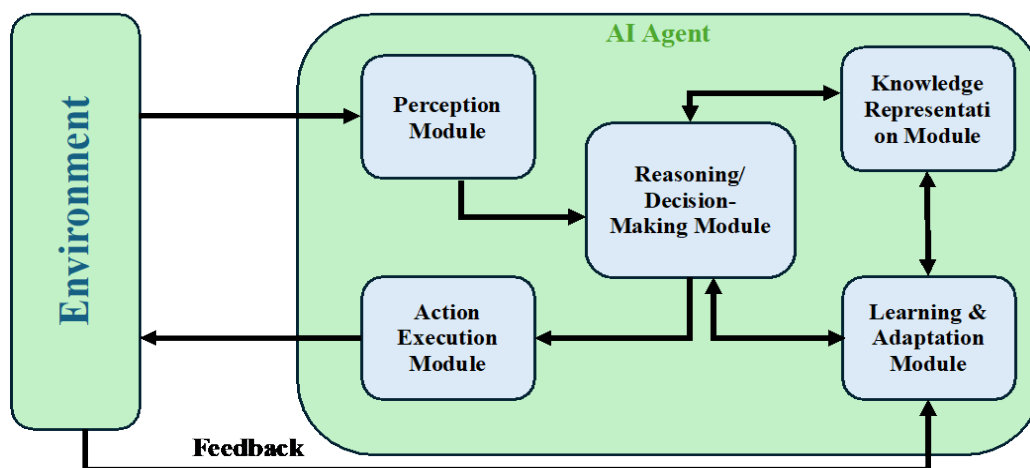 Environment
AI Agent
Perception
Module
Knowledge
Representati
on Module
Reasoning/
Decision-
Making Module
Action
Execution
Module
Learning &
Adaptation
Module
Feedback